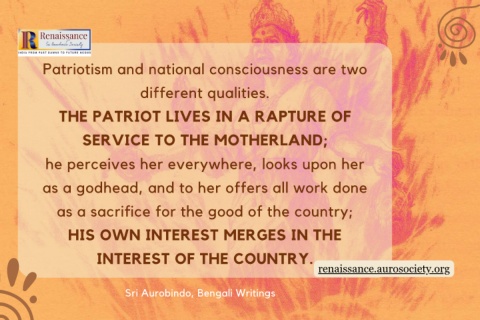 Renaissance
Sri Aurobindo Society
INDIA FROM PAST DAWNS TO FUTURE NOONS
Patriotism and national consciousness are two
different qualities.
THE PATRIOT LIVES IN A RAPTURE OF
SERVICE TO THE MOTHERLAND;
he perceives her everywhere, looks upon her
as a godhead, and to her offers all work done
as a sacrifice for the good of the country;
HIS OWN INTEREST MERGES IN THE
INTEREST OF THE COUNTRY.
renaissance.aurosociety.org
Sri Aurobindo, Bengali Writings